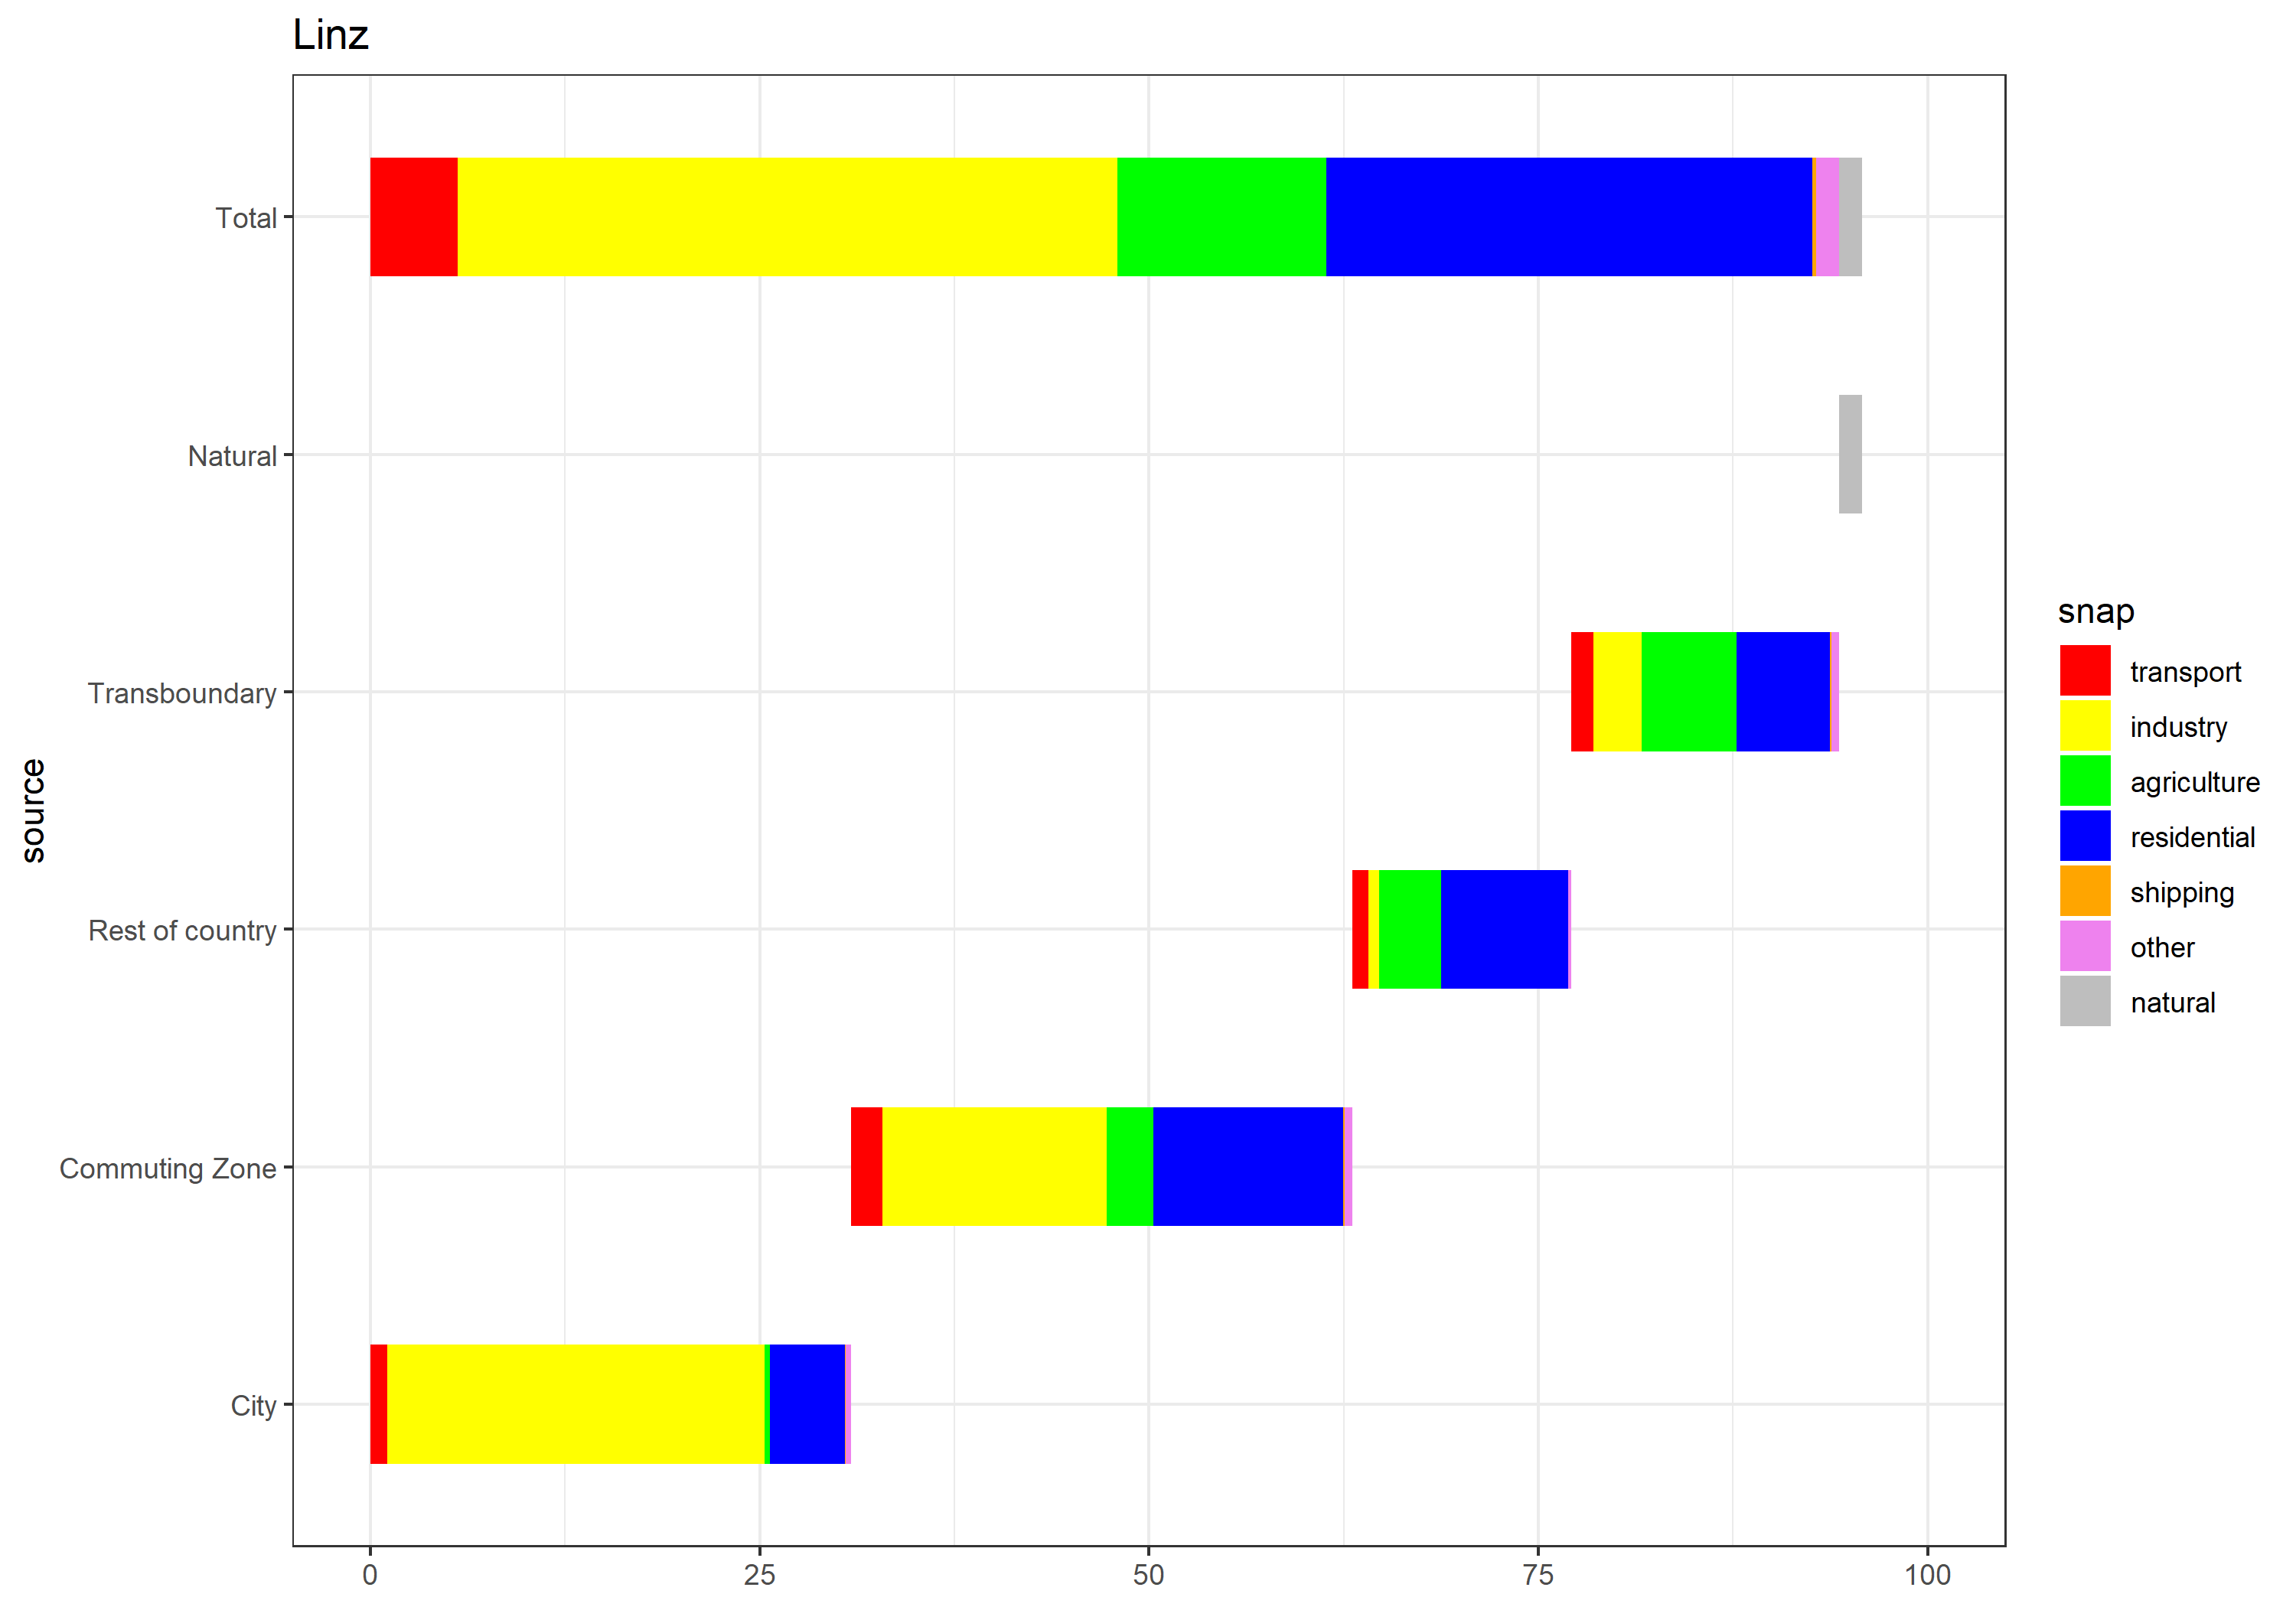 Linz
Total
Natural
Transboundary
Rest of country
Commuting Zone
City
source
0 25 50 75 100
snap
transport
industry
agriculture
residential
shipping
other
natural